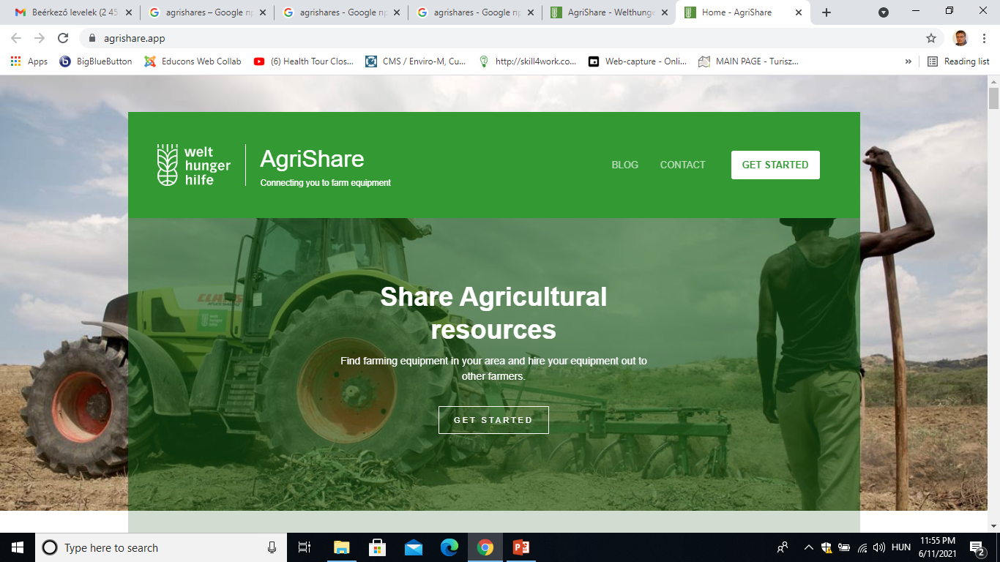 Beérkező levelek (2 45
agrishares – Google
agrishares - Google
agrishares - Google
AgriShare - Welthunge
Home - AgriShare
agrishare.app
Apps
BigBlueButton
Educons Web Collab
(6) Health Tour Clos...
CMS / Enviro-M, Cu...
http://skill4work.co...
Web-capture - Onli...
MAIN PAGE - Turisz...
»
Reading list
welt
hunger
hilfe
AgriShare
Connecting you to farm equipment
BLOG
CONTACT
GET STARTED
CLAAS
Share Agricultural
resources
Find farming equipment in your area and hire your equipment out to
other farmers.
GET STARTED
Type here to search
HUN
11:55 PM
6/11/2021
2